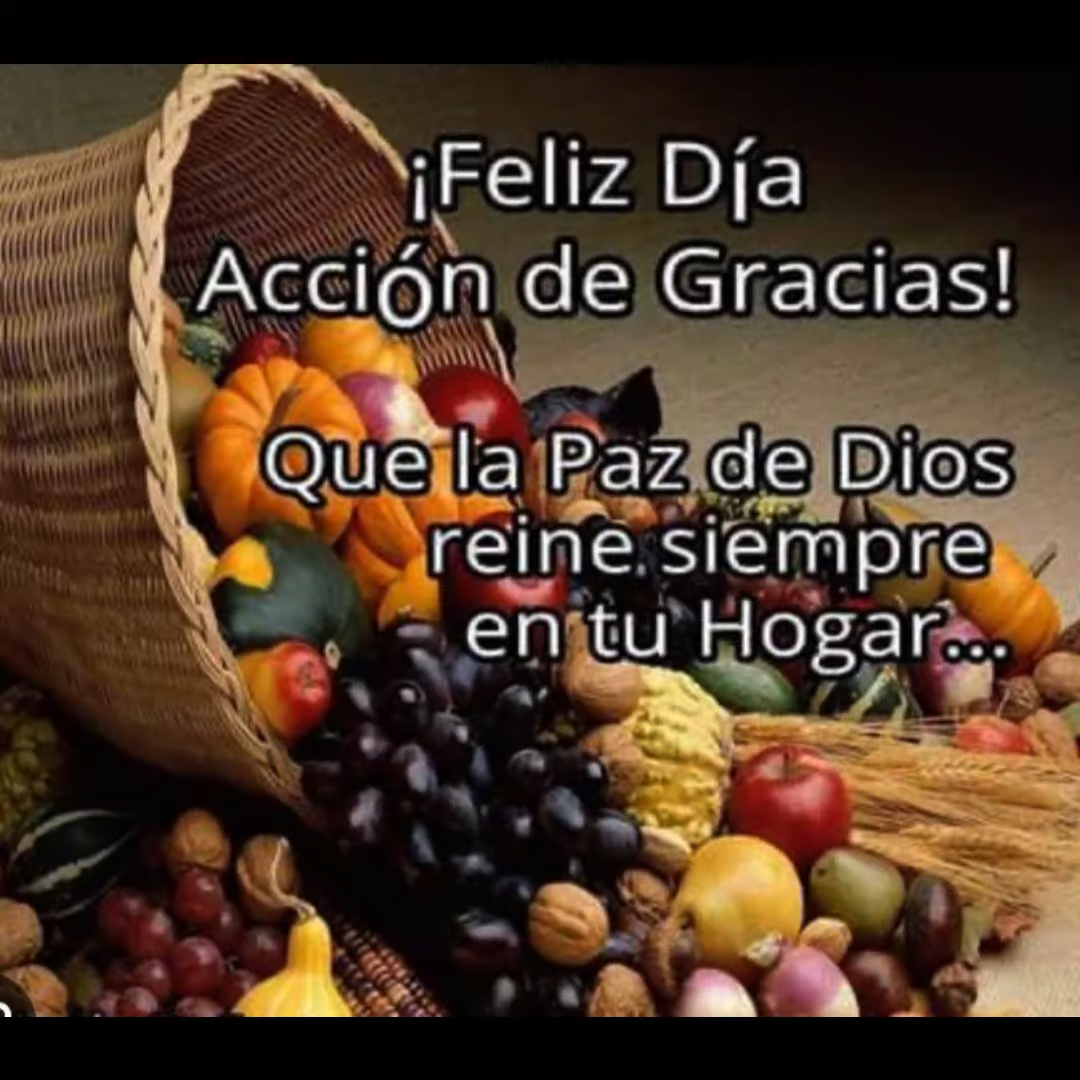 ¡Feliz Día
Acción de Gracias!
Que la Paz de Dios
reine siempre
en tu Hogar...